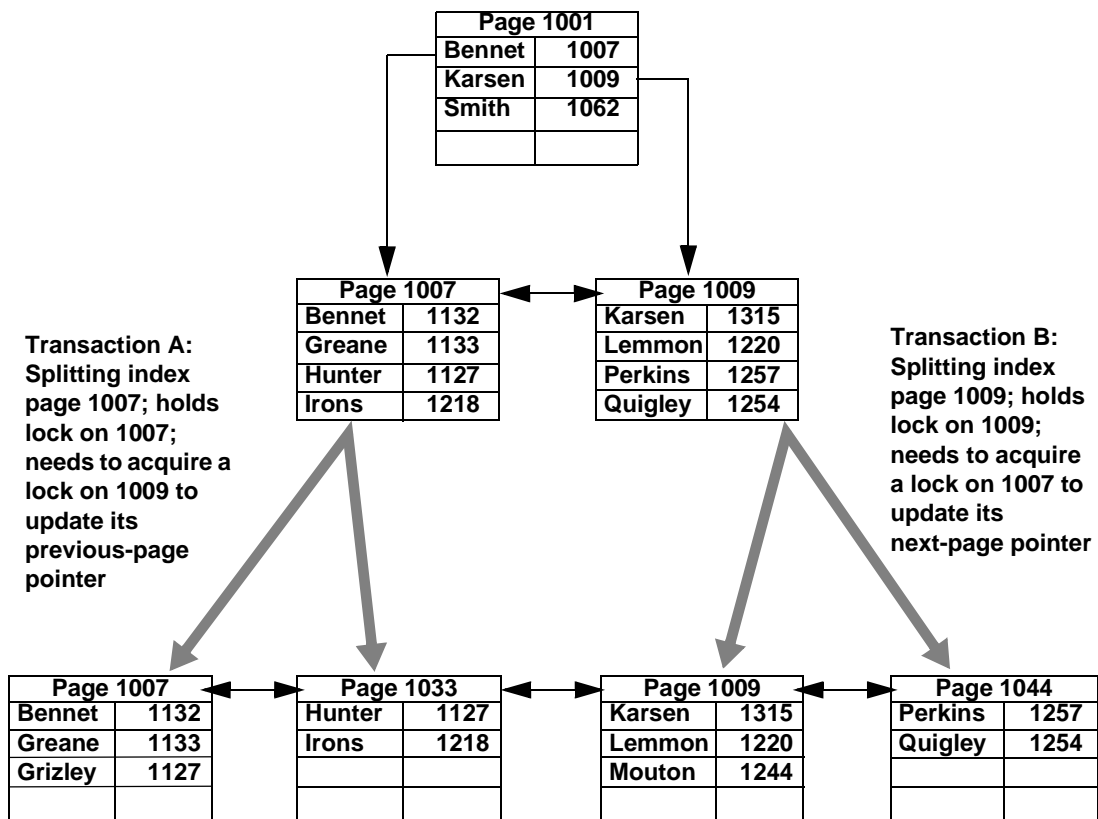 Page 1001
Bennet 1007
Karsen 1009
Smith 1062
Page 1007
Bennet 1132
Greane 1133
Hunter 1127
Irons 1218
Page 1009
Karsen 1315
Lemmon 1220
Perkins 1257
Quigley 1254
Transaction A:
Splitting index
page 1007; holds
lock on 1007;
needs to acquire a
lock on 1009 to
update its
previous-page
pointer
Transaction B:
Splitting index
page 1009; holds
lock on 1009;
needs to acquire
a lock on 1007 to
update its
next-page pointer
Page 1007
Bennet 1132
Greane 1133
Grizley 1127
Page 1033
Hunter 1127
Irons 1218
Page 1009
Karsen 1315
Lemmon 1220
Mouton 1244
Page 1044
Perkins 1257
Quigley 1254